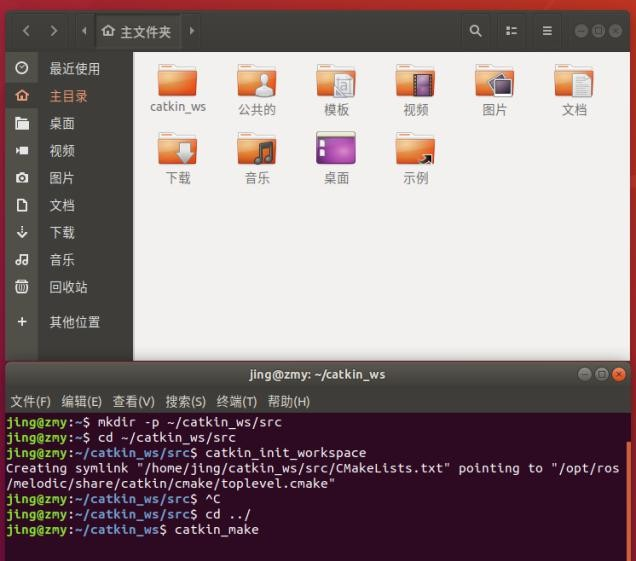 主文件夹
最近使用
主目录
桌面
视频
图片
文档
下载
音乐
回收站
其他位置
catkin_ws 公共的 模板 视频 图片 文档
下载 音乐 桌面 示例
jing@zmy: ~/catkin_ws
文件(F) 编辑(E) 查看(V) 搜索(S) 终端(T) 帮助(H)
jing@zmy:~$ mkdir -p ~/catkin_ws/src
jing@zmy:~$ cd ~/catkin_ws/src
jing@zmy:~/catkin_ws/src$ catkin_init_workspace
Creating symlink "/home/jing/catkin_ws/src/CMakeLists.txt" pointing to "/opt/ros
/melodic/share/catkin/cmake/toplevel.cmake"
jing@zmy:~/catkin_ws/src$ ^C
jing@zmy:~/catkin_ws/src$ cd ../
jing@zmy:~/catkin_ws$ catkin_make